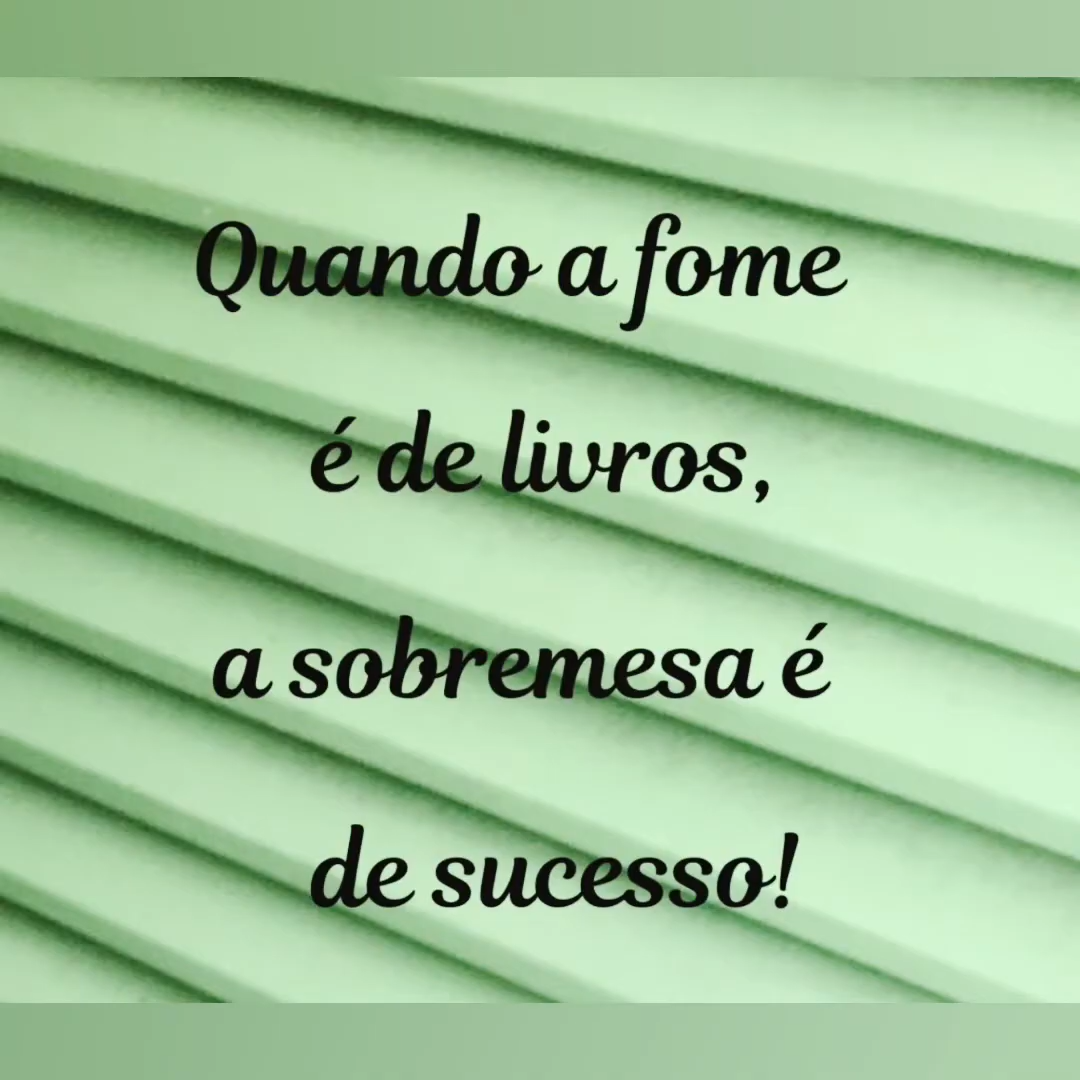 Quando a fome
é de livros,
a sobremesa é
de sucesso!